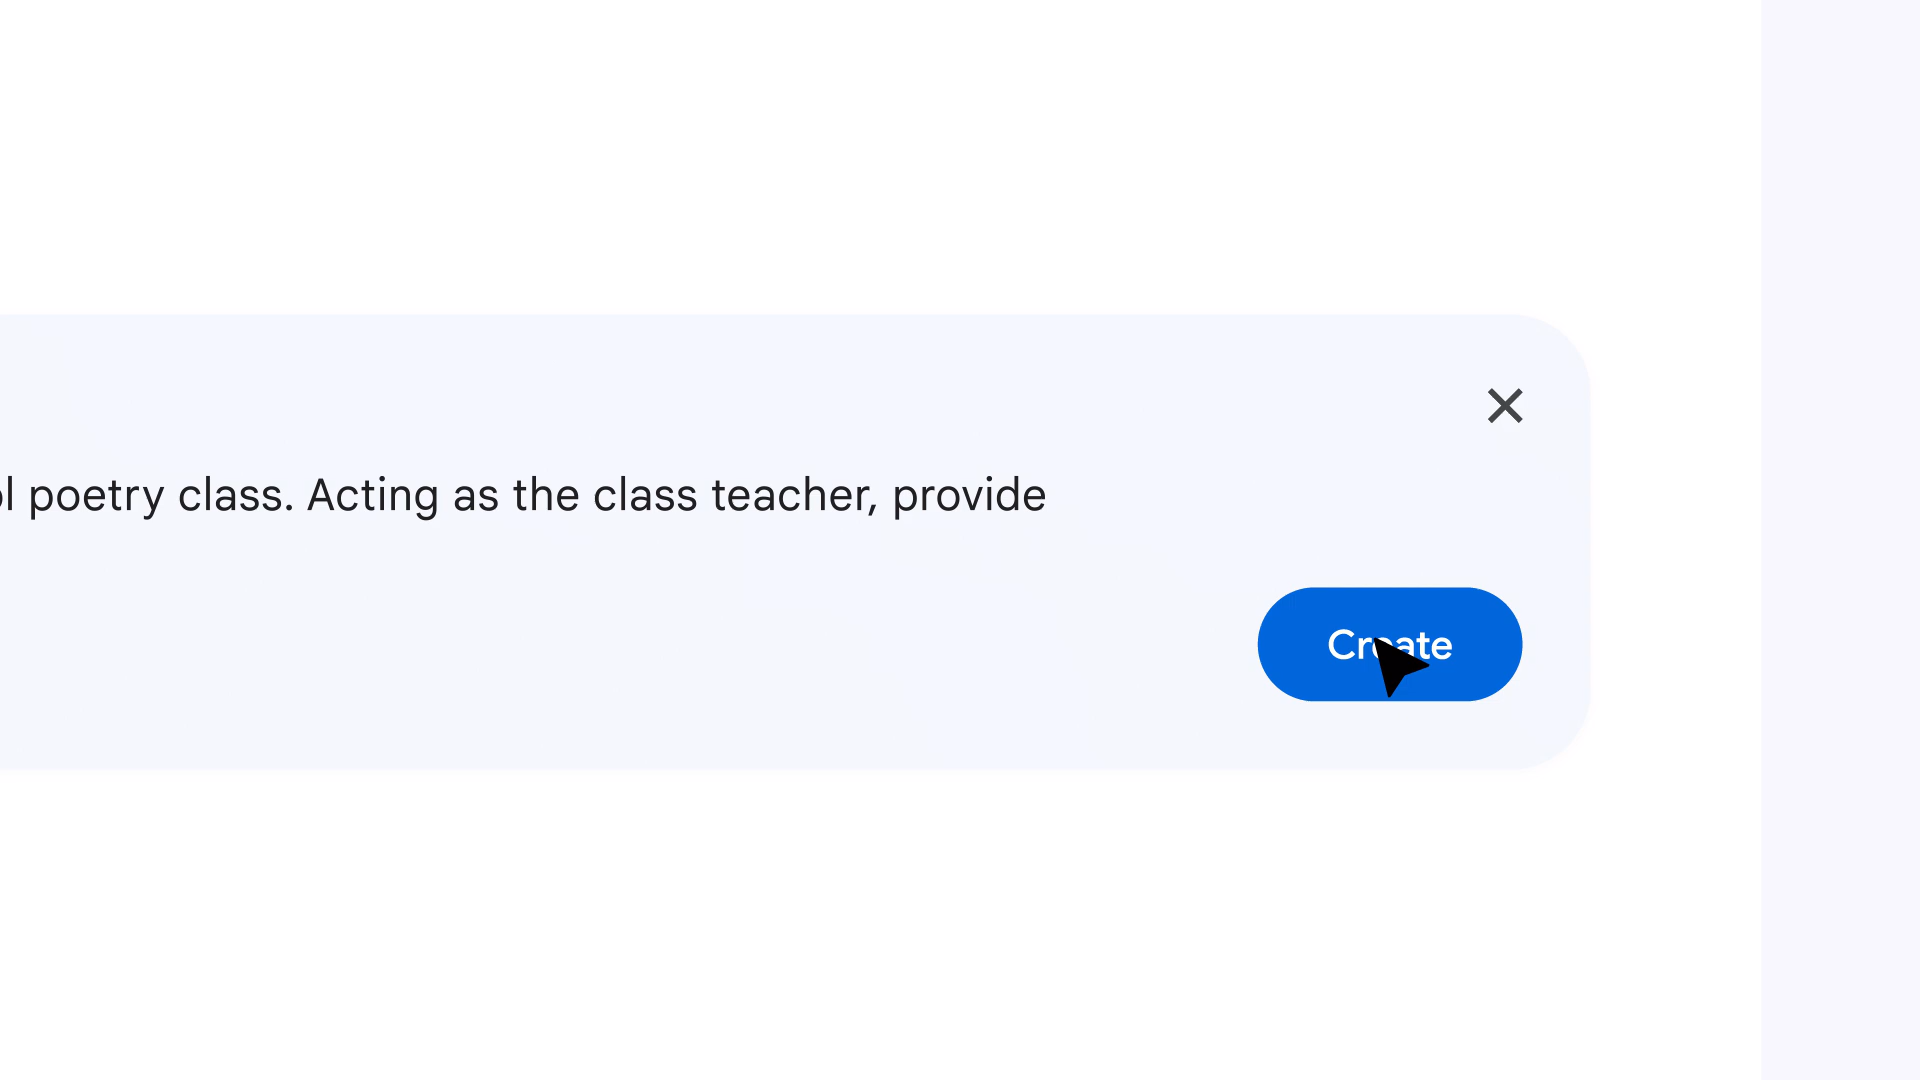 poetry class. Acting as the class teacher, provide
Create